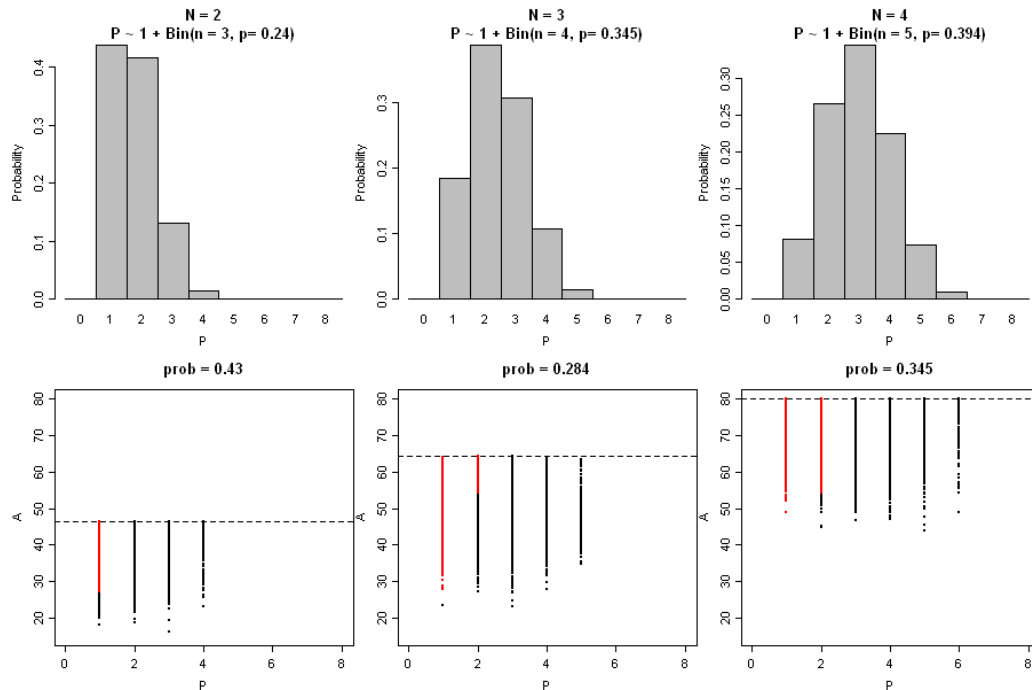 N = 2
P ~ 1 + Bin(n = 3, p= 0.24)
Probability
0.4
0.3
0.2
0.1
0.0
0 1 2 3 4 5 6 7 8
P
N = 3
P ~ 1 + Bin(n = 4, p= 0.345)
Probability
0.3
0.2
0.1
0.0
0 1 2 3 4 5 6 7 8
P
N = 4
P ~ 1 + Bin(n = 5, p= 0.394)
Probability
0.30
0.25
0.20
0.15
0.10
0.05
0.00
0 1 2 3 4 5 6 7 8
P
prob = 0.43
80
70
60
50
40
30
20
0 2 4 6 8
P
prob = 0.284
A
80
70
60
50
40
30
20
0 2 4 6 8
P
prob = 0.345
A
80
70
60
50
40
30
20
0 2 4 6 8
P